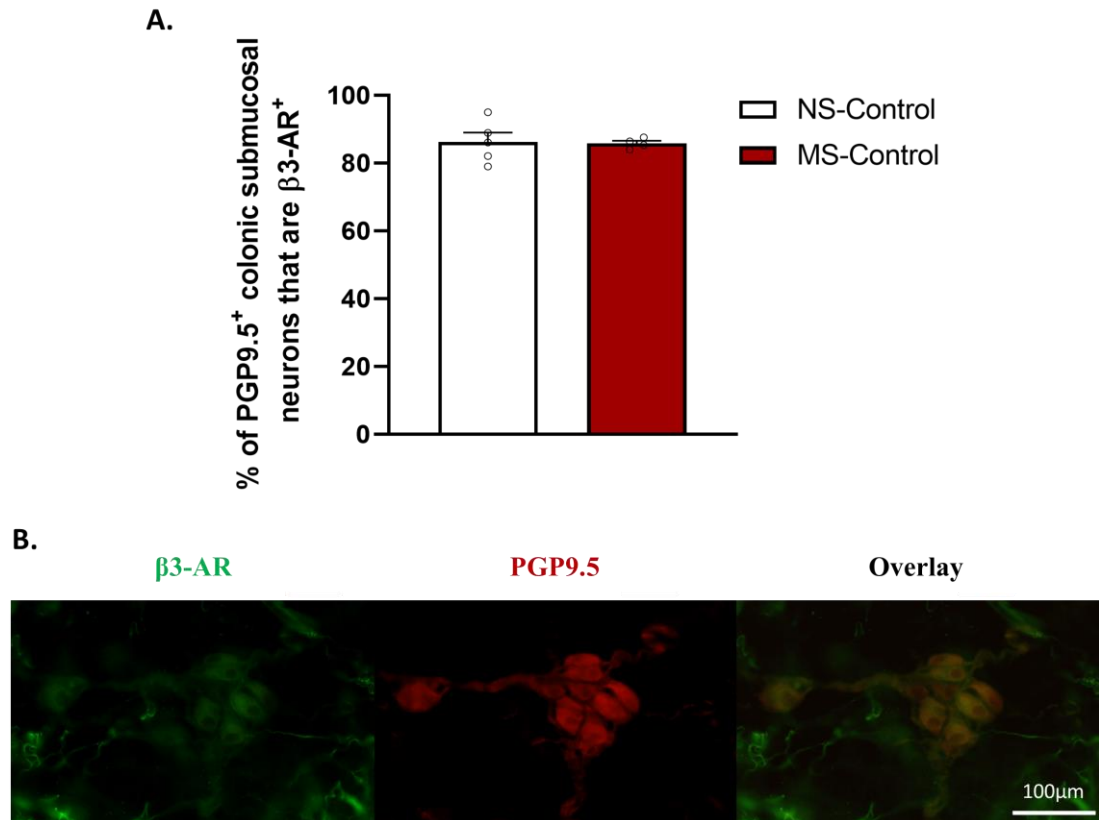 A.
% of PGP9.5⁺ colonic submucosal
neurons that are β3-AR⁺
100
80
60
40
20
0
NS-Control
MS-Control
B.
β3-AR
PGP9.5
Overlay
100μm